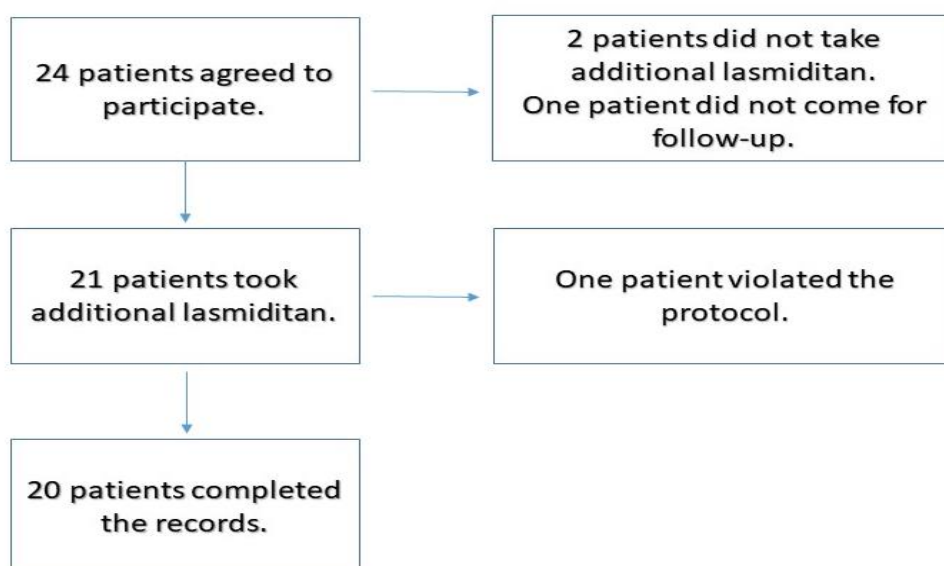 24 patients agreed to
participate.
2 patients did not take
additional lasmiditan.
One patient did not come for
follow-up.
21 patients took
additional lasmiditan.
One patient violated the
protocol.
20 patients completed
the records.